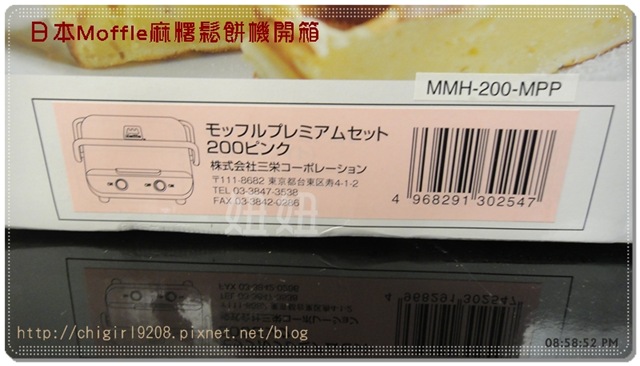 日本Moffle麻糬鬆餅機開箱
MMH-200-MPP
モッフルプレミアムセット
200ピンク
株式会社三栄コーポレーション
〒111-8682 東京都台東区寿4-1-2
TEL 03-3847-3538
FAX 03-3842-0286
4 968291 302547
妞妞
http://chigirl9208.pixnet.net/blog
08:58:52 PM